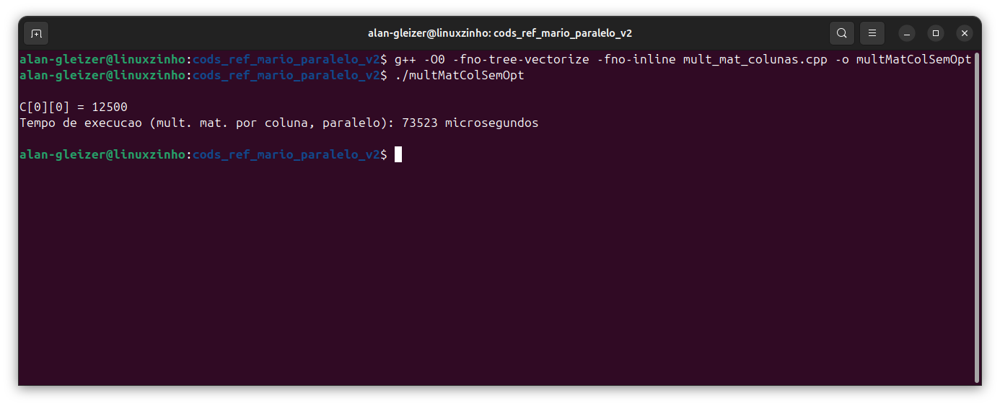 alan-gleizer@linuxzinho: cods_ref_mario_paralelo_v2
alan-gleizer@linuxzinho:cods_ref_mario_paralelo_v2$ g++ -O0 -fno-tree-vectorize -fno-inline mult_mat_colunas.cpp -o multMatColSemOpt
alan-gleizer@linuxzinho:cods_ref_mario_paralelo_v2$ ./multMatColSemOpt
C[0][0] = 12500
Tempo de execucao (mult. mat. por coluna, paralelo): 73523 microsegundos
alan-gleizer@linuxzinho:cods_ref_mario_paralelo_v2$